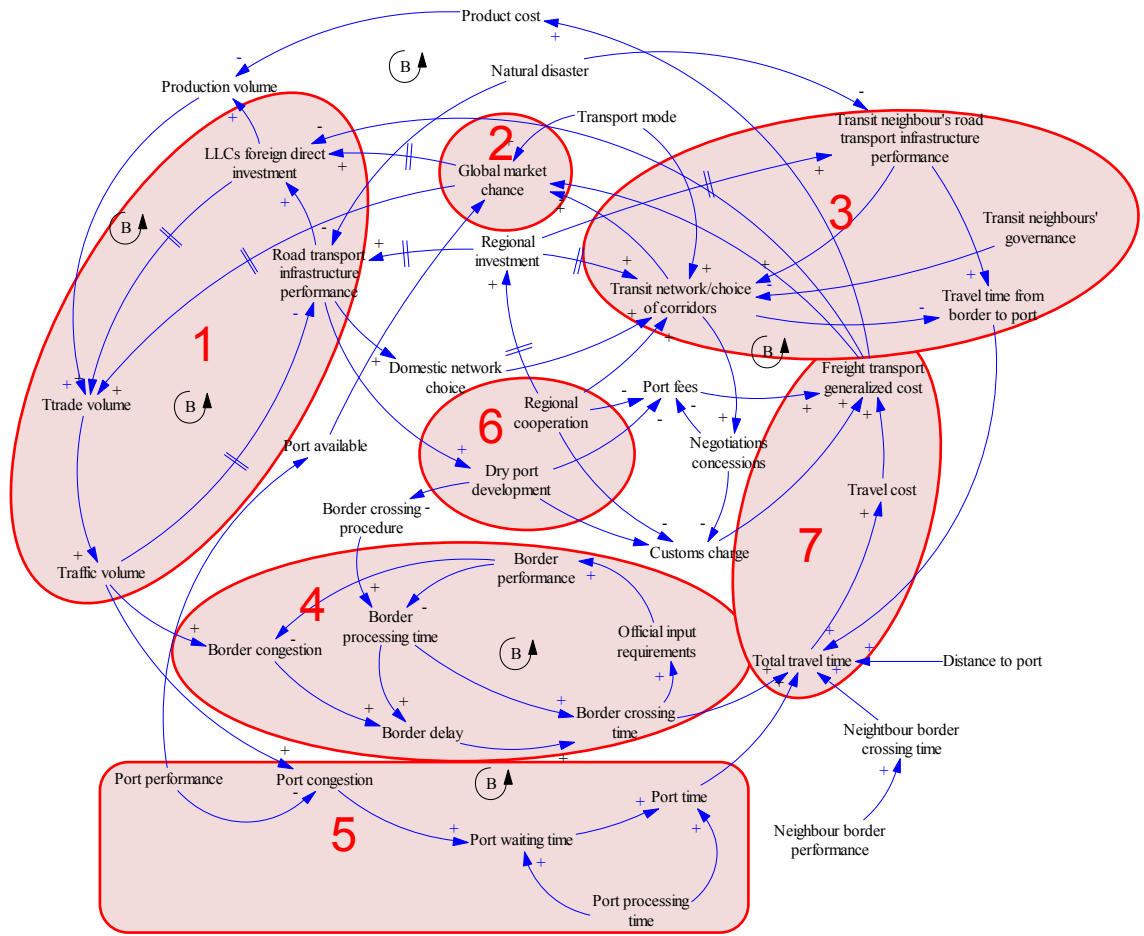 Product cost
+
-
B
Natural disaster
Production volume
-
Transport mode
+
Transit neighbour's road
transport infrastructure
performance
-
+
2
LLCs foreign direct
investment
+
Global market
chance
+
+
3
Transit neighbours'
governance
+
B
-
Road transport
infrastructure
performance
+
Regional
investment
+
+
+
+
-
Transit network/choice
of corridors
+
Travel time from
border to port
-
+
-
1
+
+
B
+
Domestic network
choice
Freight transport
generalized cost
+
+
+
Ttrade volume
B
Port fees
-
+
+
+
Regional
cooperation
-
-
6
Port available
+
Negotiations
concessions
+
Dry port
development
Travel cost
+
Border crossing
procedure
-
-
-
Customs charge
7
+
Traffic volume
Border
performance
+
4
+
-
Border
processing time
Official input
requirements
+
-
Border congestion
B
+
+
Total travel time
+
+
+
+
Distance to port
+
+
Border delay
+
Border crossing
time
+
Neightbour border
crossing time
+
+
Port performance
Port congestion
-
B
Port time
+
+
5
+
Port waiting time
+
Neighbour border
performance
Port processing
time